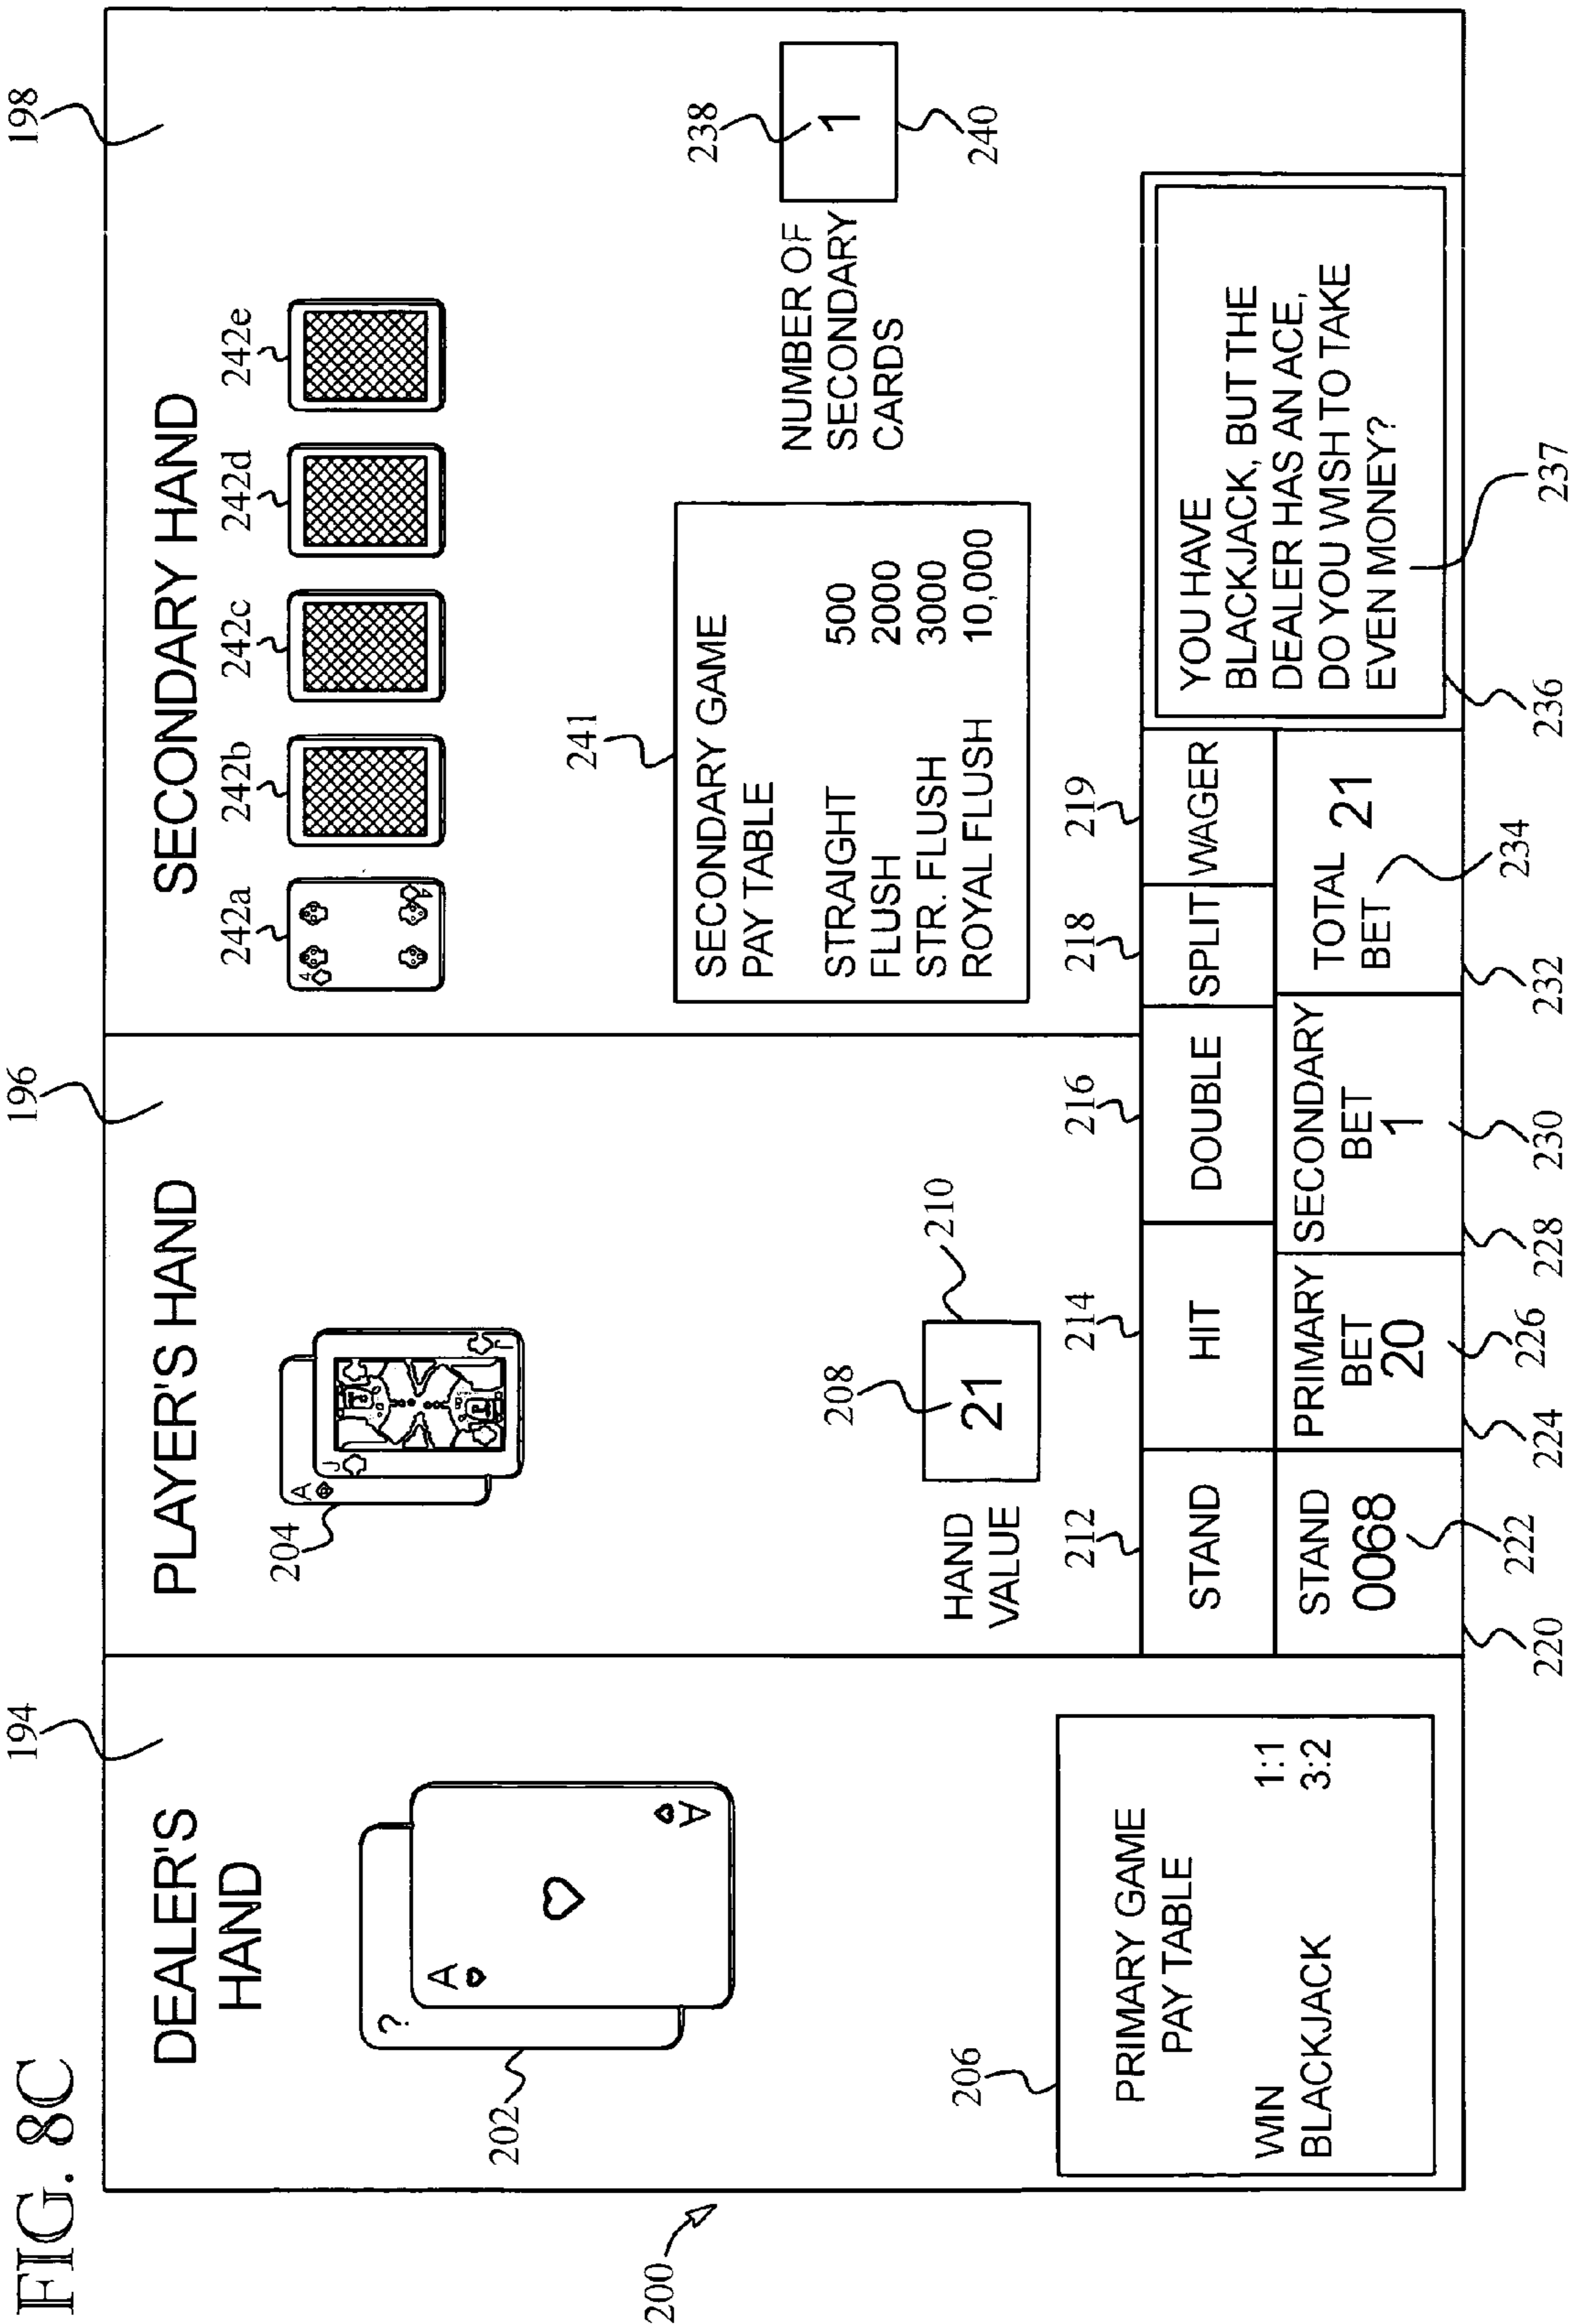 FIG. 8C
194
196
198
DEALER'S
HAND
?
A
A
202
200
206
PRIMARY GAME
PAY TABLE
WIN 1:1
BLACKJACK 3:2
PLAYER'S HAND
A
J
J
204
208
210
HAND
VALUE
21
SECONDARY HAND
242a
242b
242c
242d
242e
4
4
241
SECONDARY GAME
PAY TABLE
STRAIGHT 500
FLUSH 2000
STR. FLUSH 3000
ROYAL FLUSH 10,000
NUMBER OF
SECONDARY
CARDS
238
1
240
212
214
216
218
219
STAND
HIT
DOUBLE
SPLIT
WAGER
STAND
0068
PRIMARY
BET
20
SECONDARY
BET
1
TOTAL 21
BET
YOU HAVE
BLACKJACK, BUT THE
DEALER HAS AN ACE,
DO YOU WISH TO TAKE
EVEN MONEY?
220
222
224
226
228
230
232
234
236
237